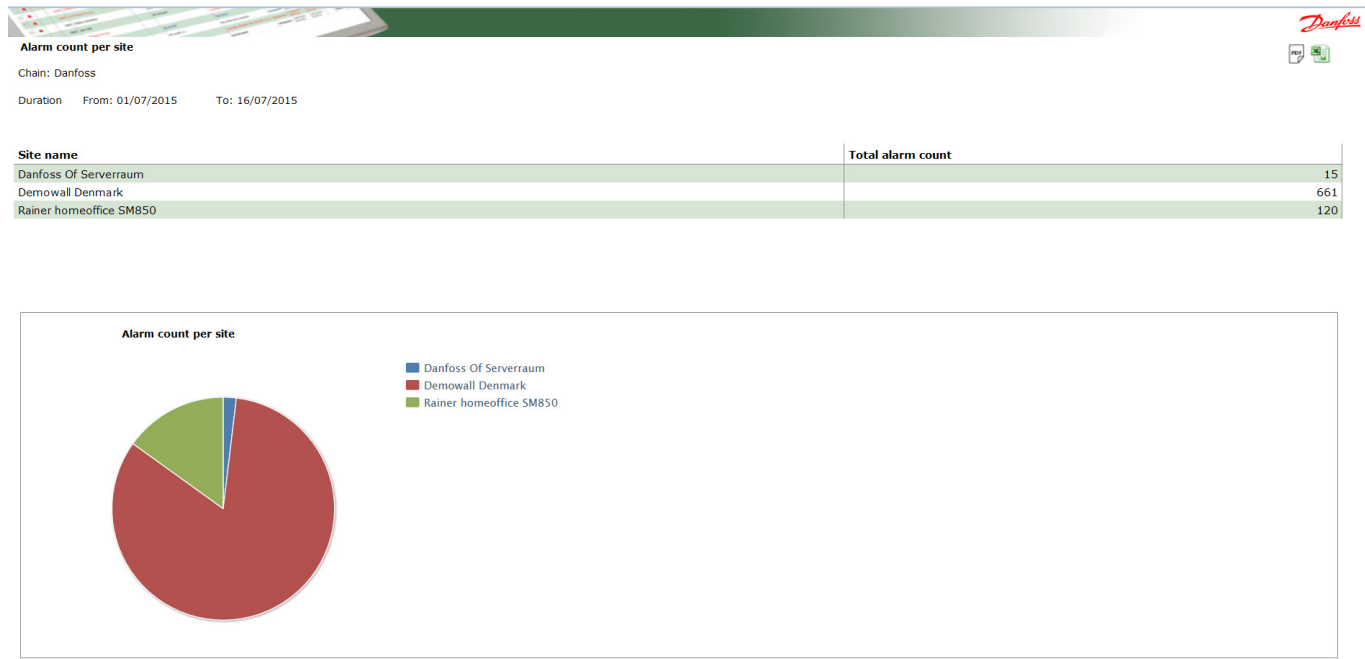 Danfoss
Alarm count per site
PDF
Chain: Danfoss
Duration From: 01/07/2015 To: 16/07/2015
Site name Total alarm count
Danfoss Of Serverraum 15
Demowall Denmark 661
Rainer homeoffice SM850 120
Alarm count per site
Danfoss Of Serverraum
Demowall Denmark
Rainer homeoffice SM850